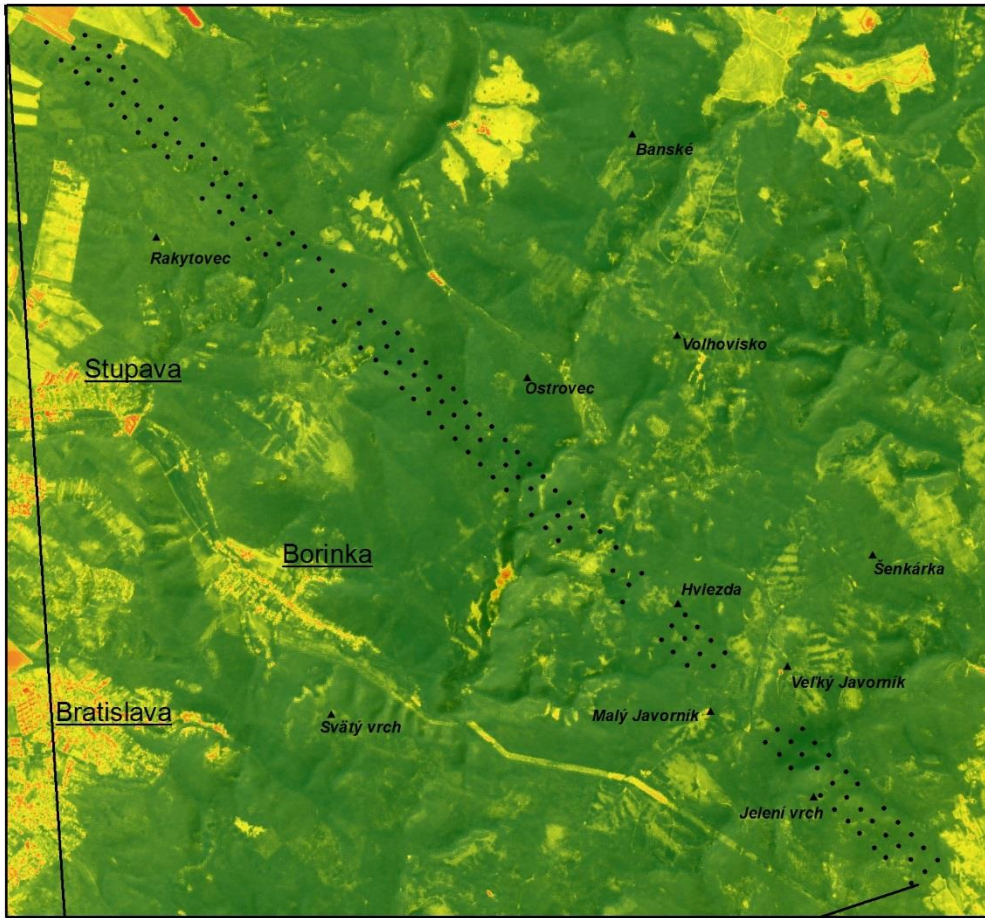 Banské
Rakytovec
Volhovisko
Stupava
Ostrovec
Borinka
Šenkárka
Hviezda
Veľký Javorník
Bratislava
Malý Javorník
Svätý vrch
Jelení vrch